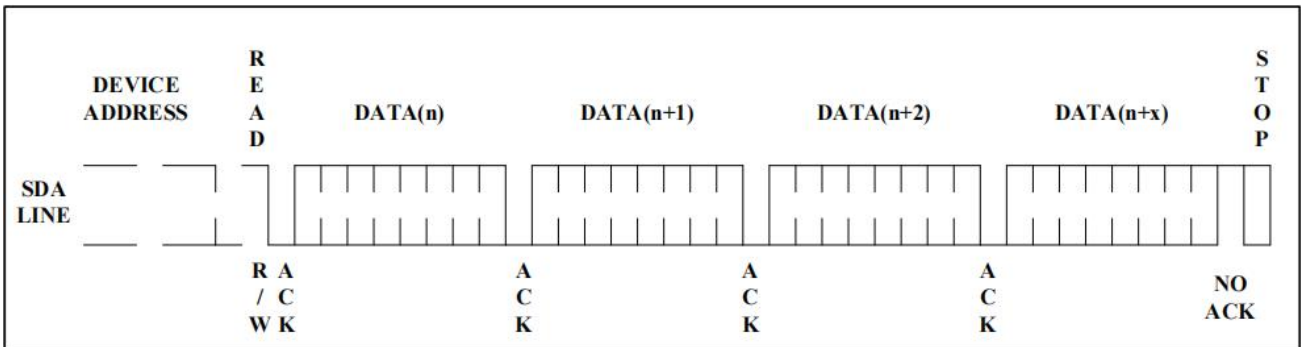 READ
STOP
DEVICE
ADDRESS
DATA(n)
DATA(n+1)
DATA(n+2)
DATA(n+x)
SDA
LINE
R/W
ACK
ACK
ACK
ACK
NO
ACK